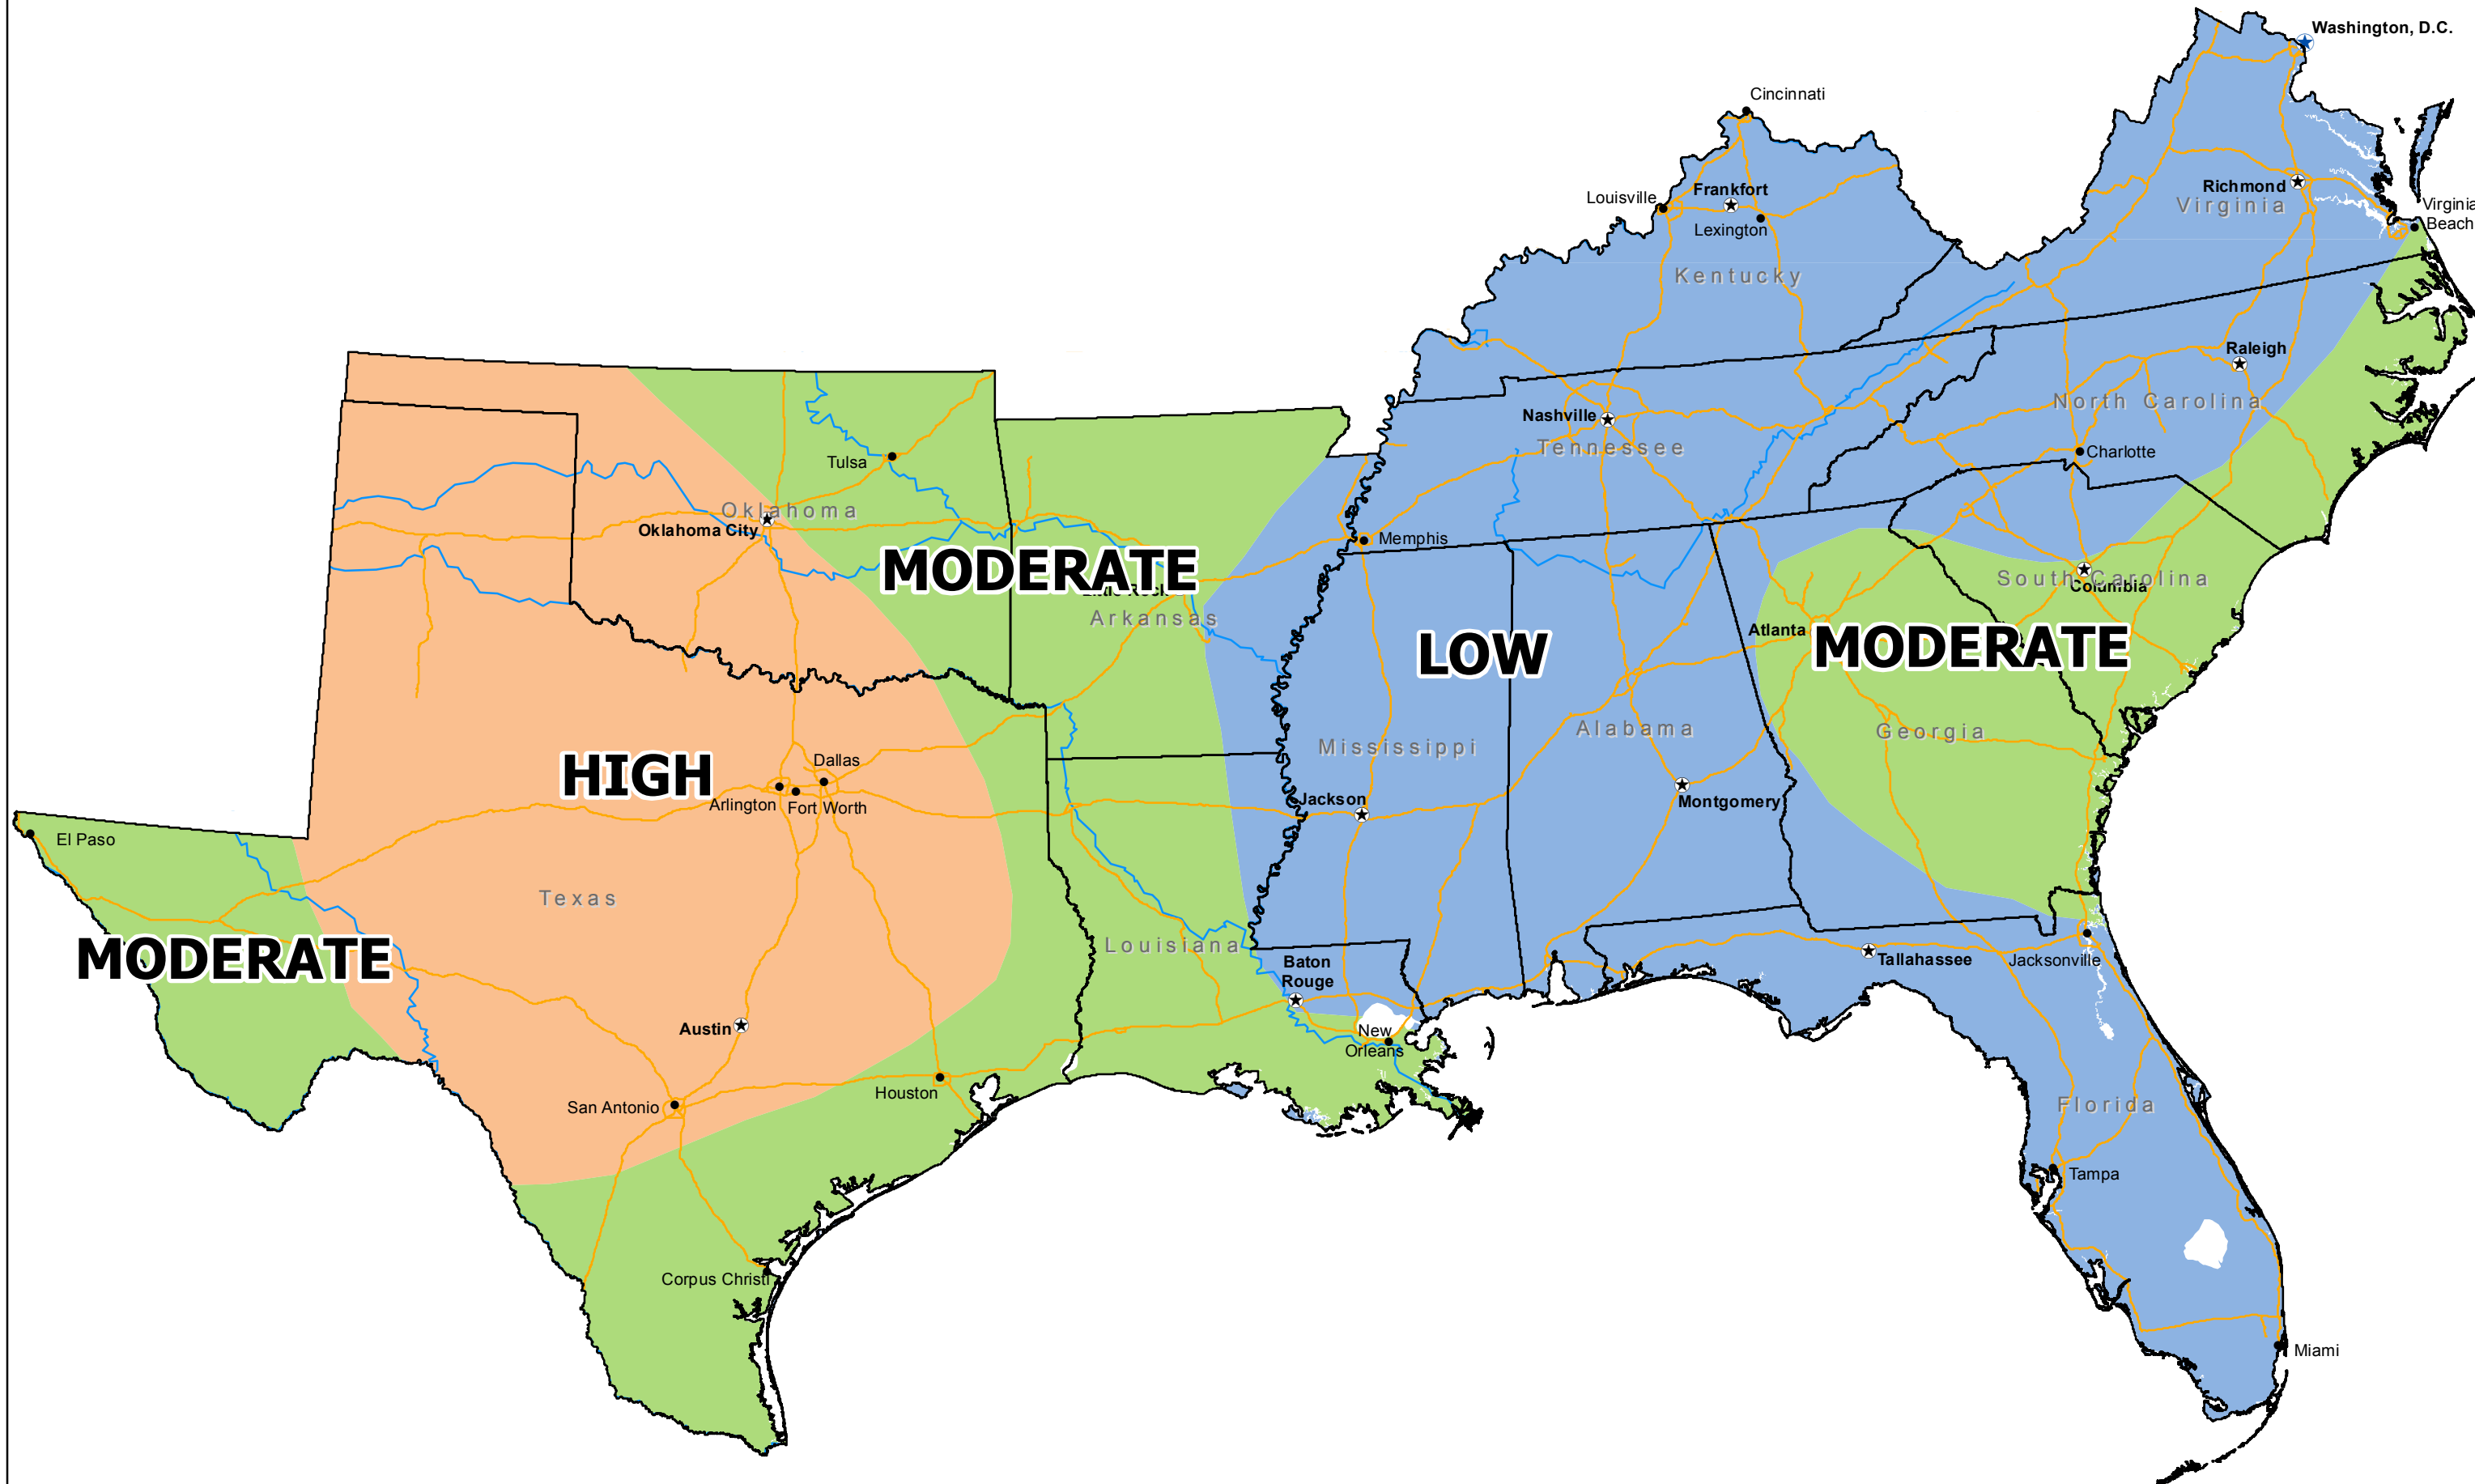 Washington, D.C.
Cincinnati
Louisville
Frankfort
Lexington
Richmond
Virginia
Virginia
Beach
Kentucky
Raleigh
North Carolina
Nashville
Tennessee
Charlotte
Tulsa
Oklahoma
Oklahoma City
Memphis
MODERATE
Little Rock
Arkansas
South Carolina
Columbia
Atlanta
LOW
MODERATE
Mississippi
Alabama
Georgia
HIGH
Dallas
Arlington
Fort Worth
Jackson
Montgomery
El Paso
Texas
MODERATE
Louisiana
Baton
Rouge
Tallahassee
Jacksonville
Austin
New
Orleans
Houston
San Antonio
Florida
Tampa
Corpus Christi
Miami